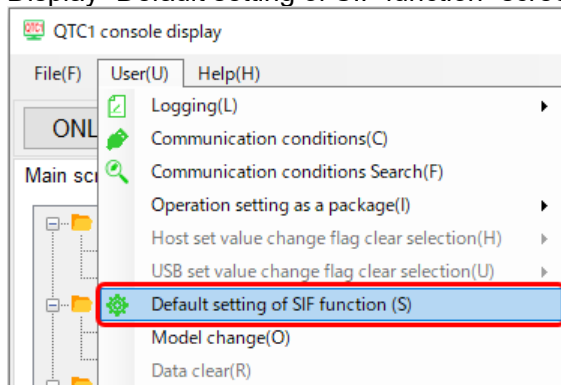 Display "Default setting of SIF function" scree
QTC1 console display
File(F) User(U) Help(H)
Logging(L)
ONL
Communication conditions(C)
Main scr
Communication conditions Search(F)
Operation setting as a package(I)
Host set value change flag clear selection(H)
USB set value change flag clear selection(U)
Default setting of SIF function (S)
Model change(O)
Data clear(R)